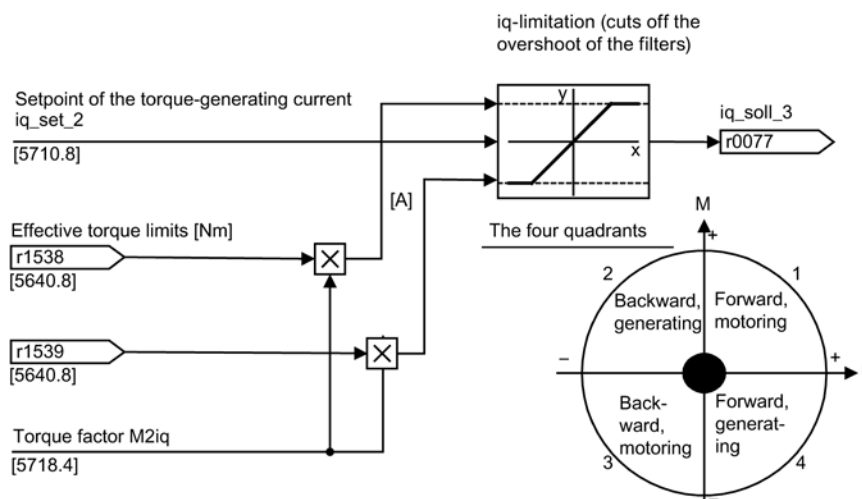 iq-limitation (cuts off the
overshoot of the filters)
Setpoint of the torque-generating current
iq_set_2
[5710.8]
y
x
iq_soll_3
r0077
[A]
Effective torque limits [Nm]
r1538
[5640.8]
r1539
[5640.8]
Torque factor M2iq
[5718.4]
The four quadrants
M
+
2
1
Backward,
generating
Forward,
motoring
–
+
Back-
ward,
motoring
Forward,
generat-
ing
3
4